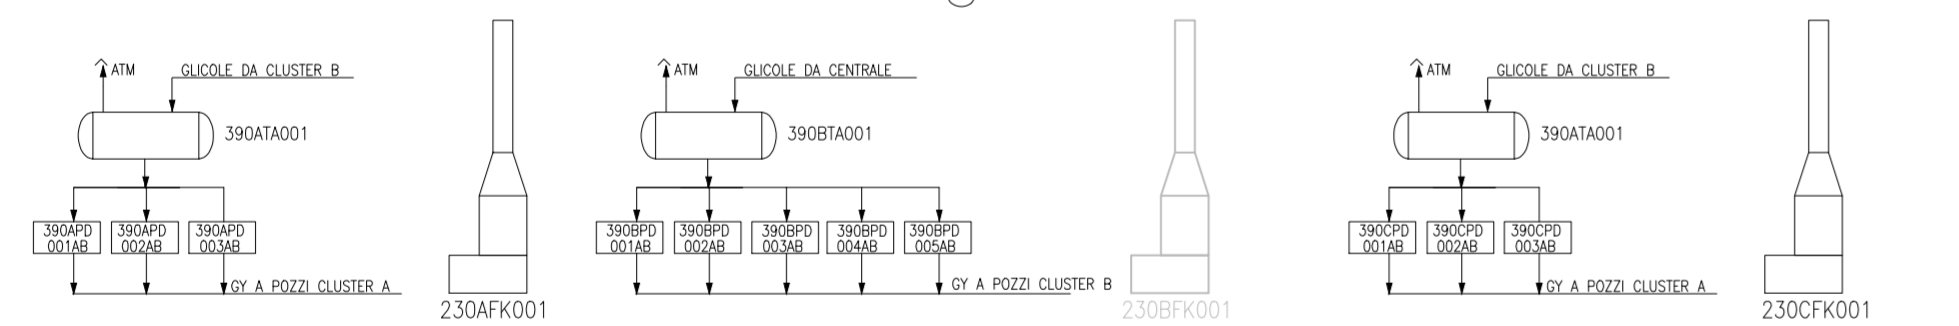 ATM
GLICOLE DA CLUSTER B
390ATA001
390APD
001AB
390APD
002AB
390APD
003AB
GY A POZZI CLUSTER A
230AFK001
ATM
GLICOLE DA CENTRALE
390BTA001
390BPD
001AB
390BPD
002AB
390BPD
003AB
390BPD
004AB
390BPD
005AB
GY A POZZI CLUSTER B
230BFK001
ATM
GLICOLE DA CLUSTER B
390ATA001
390CPD
001AB
390CPD
002AB
390CPD
003AB
GY A POZZI CLUSTER A
230CFK001